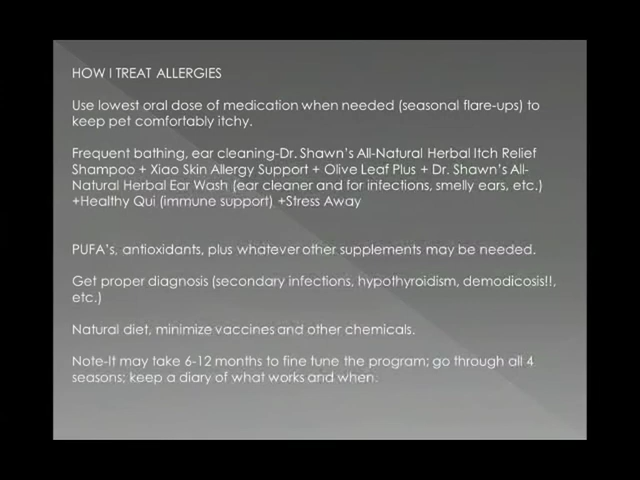 HOW I TREAT ALLERGIES
Use lowest oral dose of medication when needed (seasonal flare-ups) to
keep pet comfortably itchy.
Frequent bathing, ear cleaning-Dr. Shawn's All-Natural Herbal Itch Relief
Shampoo + Xiao Skin Allergy Support + Olive Leaf Plus + Dr. Shawn's All-
Natural Herbal Ear Wash (ear cleaner and for infections, smelly ears, etc.)
+Healthy Qui (immune support) +Stress Away
PUFA's, antioxidants, plus whatever other supplements may be needed.
Get proper diagnosis (secondary infections, hypothyroidism, demodicosis!!,
etc.)
Natural diet, minimize vaccines and other chemicals.
Note-It may take 6-12 months to fine tune the program; go through all 4
seasons; keep a diary of what works and when.